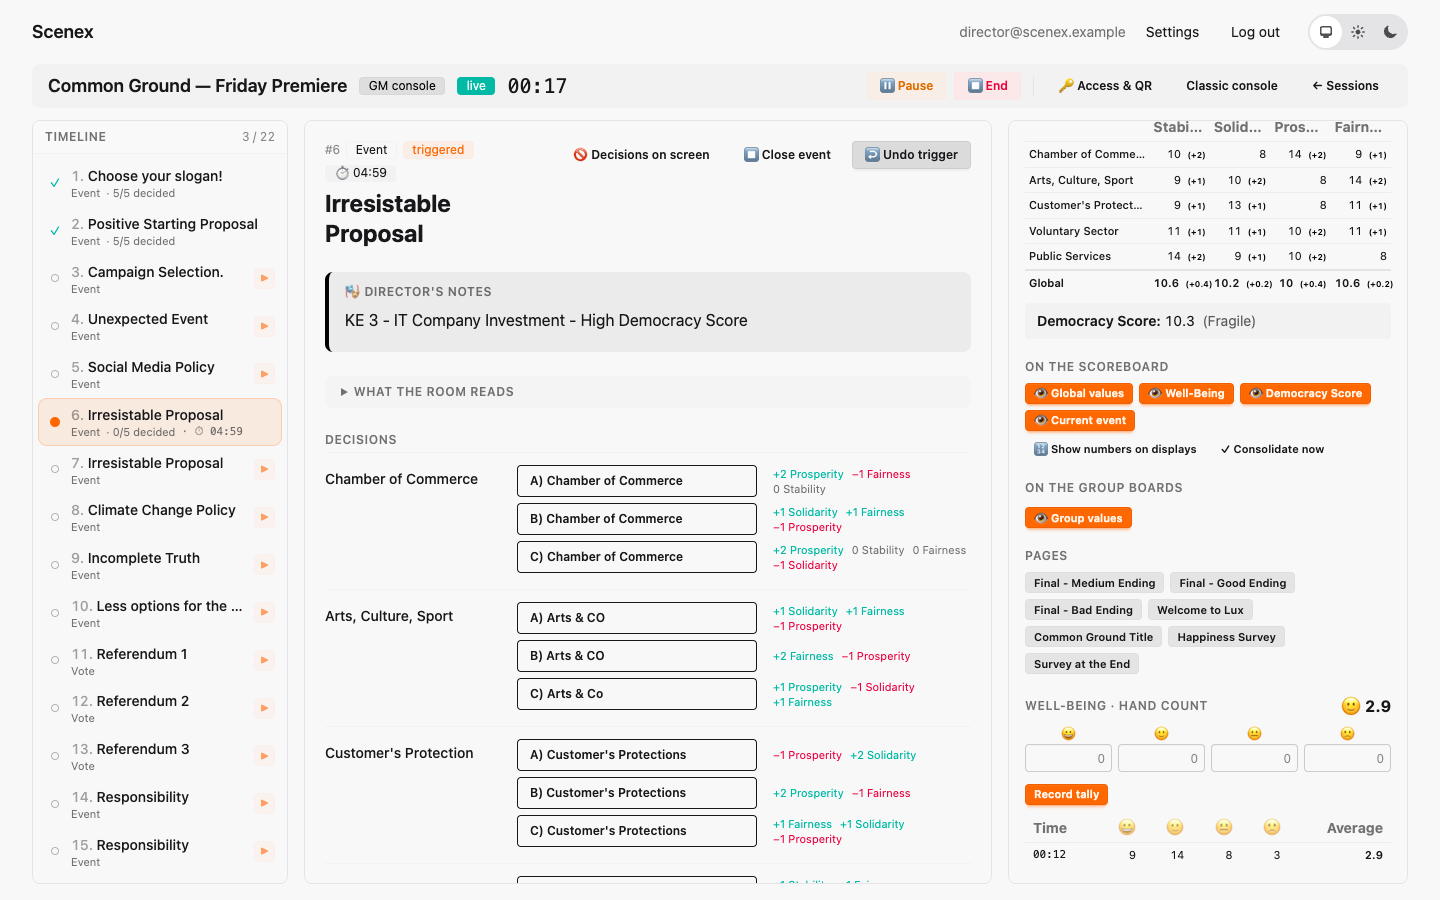 Scenex
director@scenex.example
Settings
Log out
Common Ground — Friday Premiere
GM console
live
00:17
Pause
End
Access & QR
Classic console
← Sessions
TIMELINE
3 / 22
1. Choose your slogan!
Event · 5/5 decided
2. Positive Starting Proposal
Event · 5/5 decided
3. Campaign Selection.
Event
4. Unexpected Event
Event
5. Social Media Policy
Event
6. Irresistable Proposal
Event · 0/5 decided · 04:59
7. Irresistable Proposal
Event
8. Climate Change Policy
Event
9. Incomplete Truth
Event
10. Less options for the ...
Event
11. Referendum 1
Vote
12. Referendum 2
Vote
13. Referendum 3
Vote
14. Responsibility
Event
15. Responsibility
Event
#6 Event triggered
04:59
Decisions on screen
Close event
Undo trigger
Irresistable
Proposal
DIRECTOR'S NOTES
KE 3 - IT Company Investment - High Democracy Score
WHAT THE ROOM READS
DECISIONS
Chamber of Commerce
A) Chamber of Commerce
+2 Prosperity −1 Fairness
0 Stability
B) Chamber of Commerce
+1 Solidarity +1 Fairness
−1 Prosperity
C) Chamber of Commerce
+2 Prosperity 0 Stability 0 Fairness
−1 Solidarity
Arts, Culture, Sport
A) Arts & CO
+1 Solidarity +1 Fairness
−1 Prosperity
B) Arts & CO
+2 Fairness −1 Prosperity
C) Arts & Co
+1 Prosperity −1 Solidarity
+1 Fairness
Customer's Protection
A) Customer's Protections
−1 Prosperity +2 Solidarity
B) Customer's Protections
+2 Prosperity −1 Fairness
C) Customer's Protections
+1 Fairness +1 Solidarity
−1 Prosperity
Stabi... Solid... Pros... Fairn...
Chamber of Comme... 10 (+2) 8 14 (+2) 9 (+1)
Arts, Culture, Sport 9 (+1) 10 (+2) 8 14 (+2)
Customer's Protect... 9 (+1) 13 (+1) 8 11 (+1)
Voluntary Sector 11 (+1) 11 (+1) 10 (+2) 11 (+1)
Public Services 14 (+2) 9 (+1) 10 (+2) 8
Global 10.6 (+0.4) 10.2 (+0.2) 10 (+0.4) 10.6 (+0.2)
Democracy Score: 10.3 (Fragile)
ON THE SCOREBOARD
Global values
Well-Being
Democracy Score
Current event
Show numbers on displays
✓ Consolidate now
ON THE GROUP BOARDS
Group values
PAGES
Final - Medium Ending
Final - Good Ending
Final - Bad Ending
Welcome to Lux
Common Ground Title
Happiness Survey
Survey at the End
WELL-BEING · HAND COUNT
2.9
0 0 0 0
Record tally
Time Average
00:12 9 14 8 3 2.9